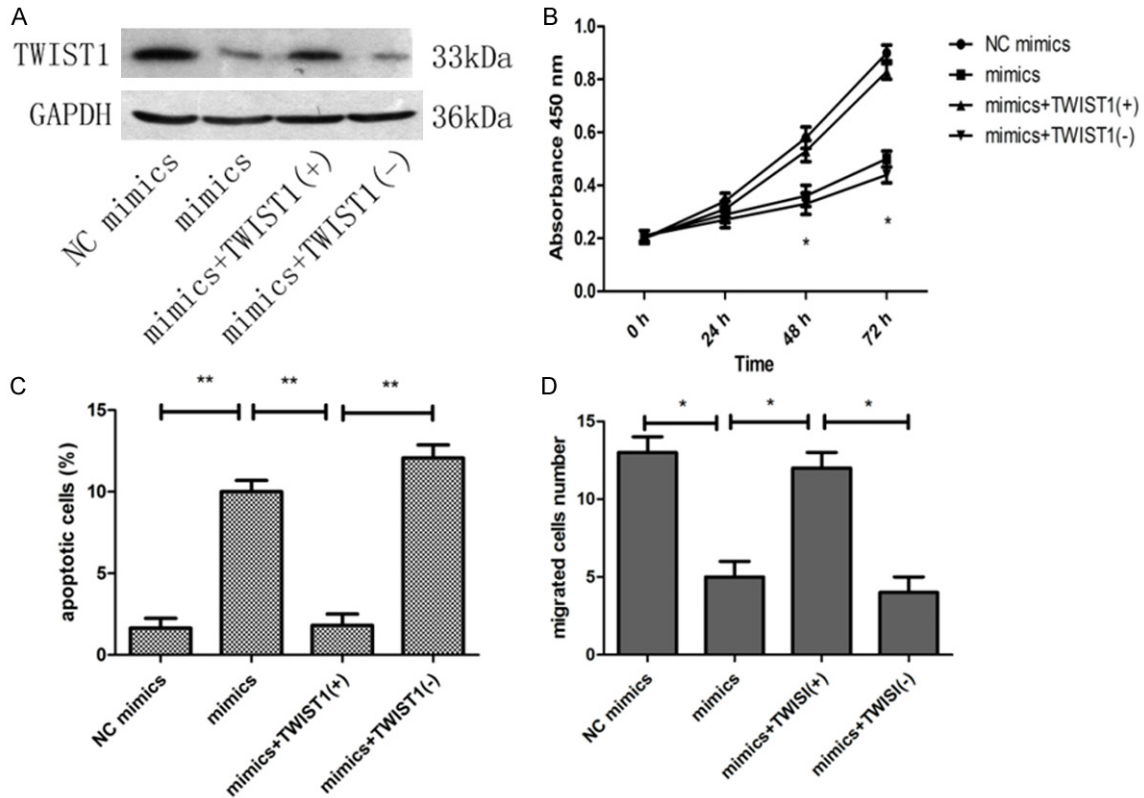 A
TWIST1
33kDa
GAPDH
36kDa
NC mimics
mimics
mimics+TWIST1(+)
mimics+TWIST1(-)
B
Absorbance 450 nm
1.0
0.8
0.6
0.4
0.2
0.0
*
*
0 h
24 h
48 h
72 h
Time
NC mimics
mimics
mimics+TWIST1(+)
mimics+TWIST1(-)
C
apoptotic cells (%)
15
10
5
0
**
**
**
NC mimics
mimics
mimics+TWIST1(+)
mimics+TWIST1(-)
D
migrated cells number
15
10
5
0
*
*
*
NC mimics
mimics
mimics+TWISI(+)
mimics+TWISI(-)